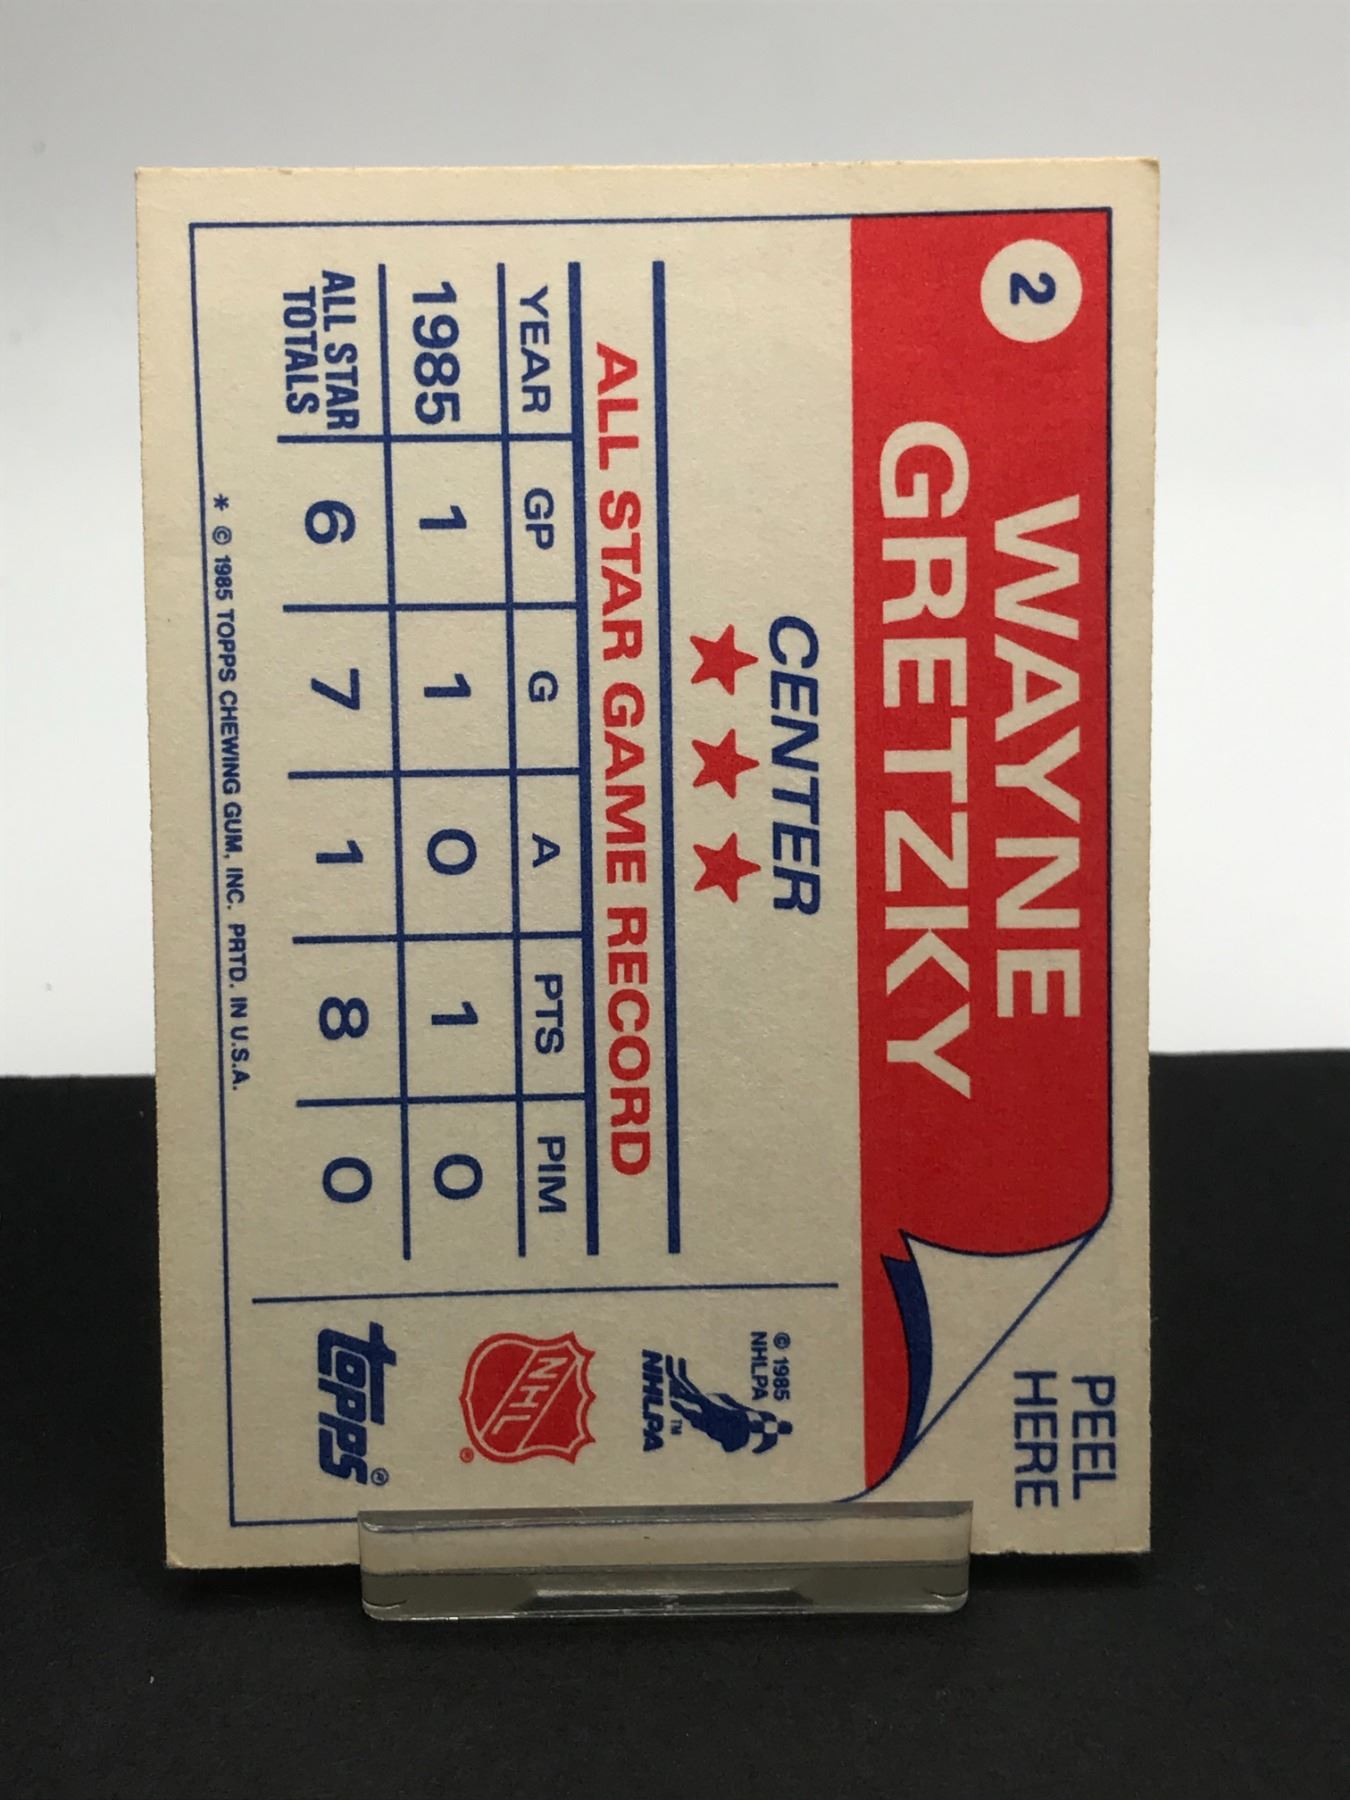 2
WAYNE
GRETZKY
PEEL
HERE
CENTER
ALL STAR GAME RECORD
YEAR GP G A PTS PIM
1985 1 1 0 1 0
ALL STAR
TOTALS 6 7 1 8 0
* © 1985 TOPPS CHEWING GUM, INC. PRTD. IN U.S.A.
© 1985
NHLPA
TM
NHLPA
NHL
®
topps®